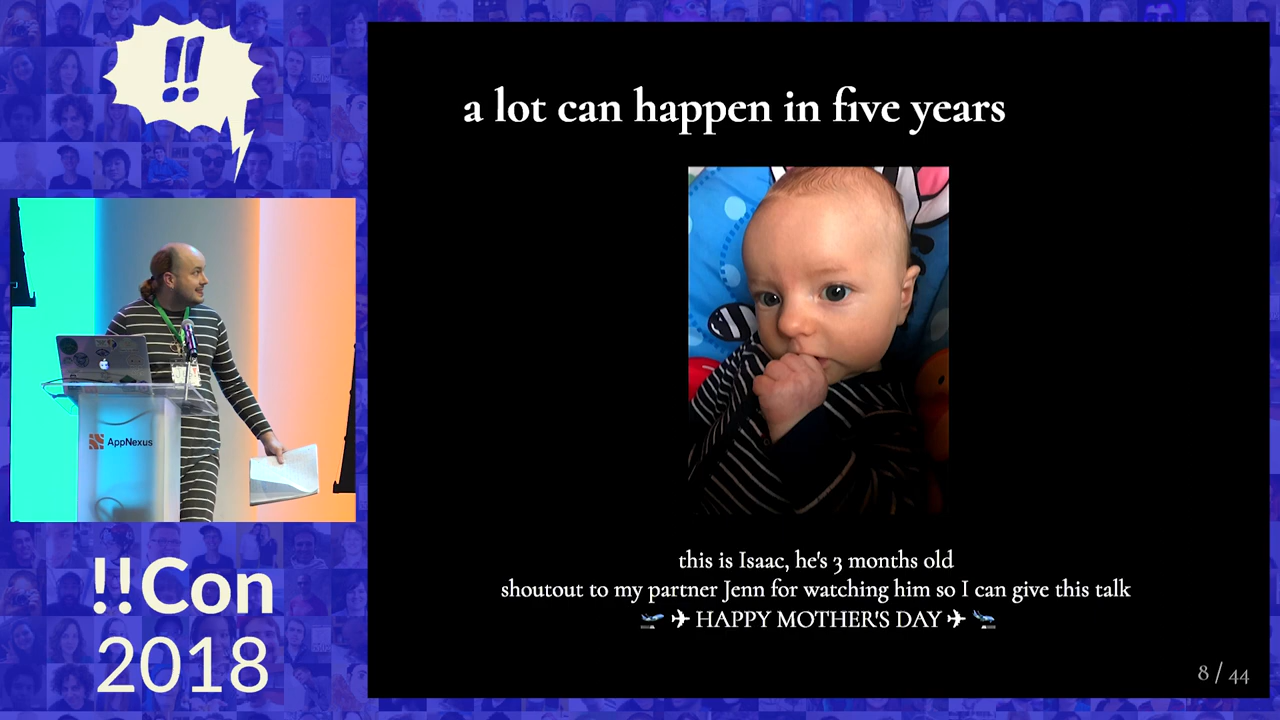 !!
a lot can happen in five years
AppNexus
this is Isaac, he's 3 months old
shoutout to my partner Jenn for watching him so I can give this talk
🛫 ✈ HAPPY MOTHER'S DAY ✈ 🛬
!!Con
2018
8 / 44